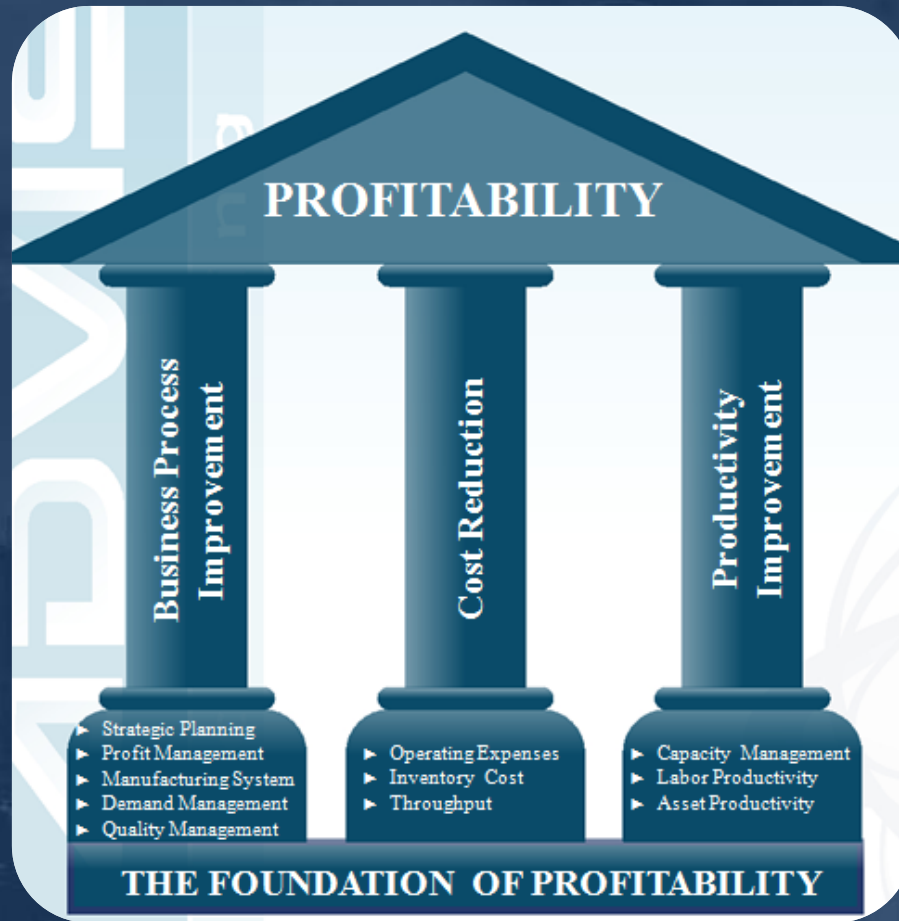 PROFITABILITY
Business Process
Improvement
Cost Reduction
Productivity
Improvement
► Strategic Planning
► Profit Management
► Manufacturing System
► Demand Management
► Quality Management
► Operating Expenses
► Inventory Cost
► Throughput
► Capacity Management
► Labor Productivity
► Asset Productivity
THE FOUNDATION OF PROFITABILITY